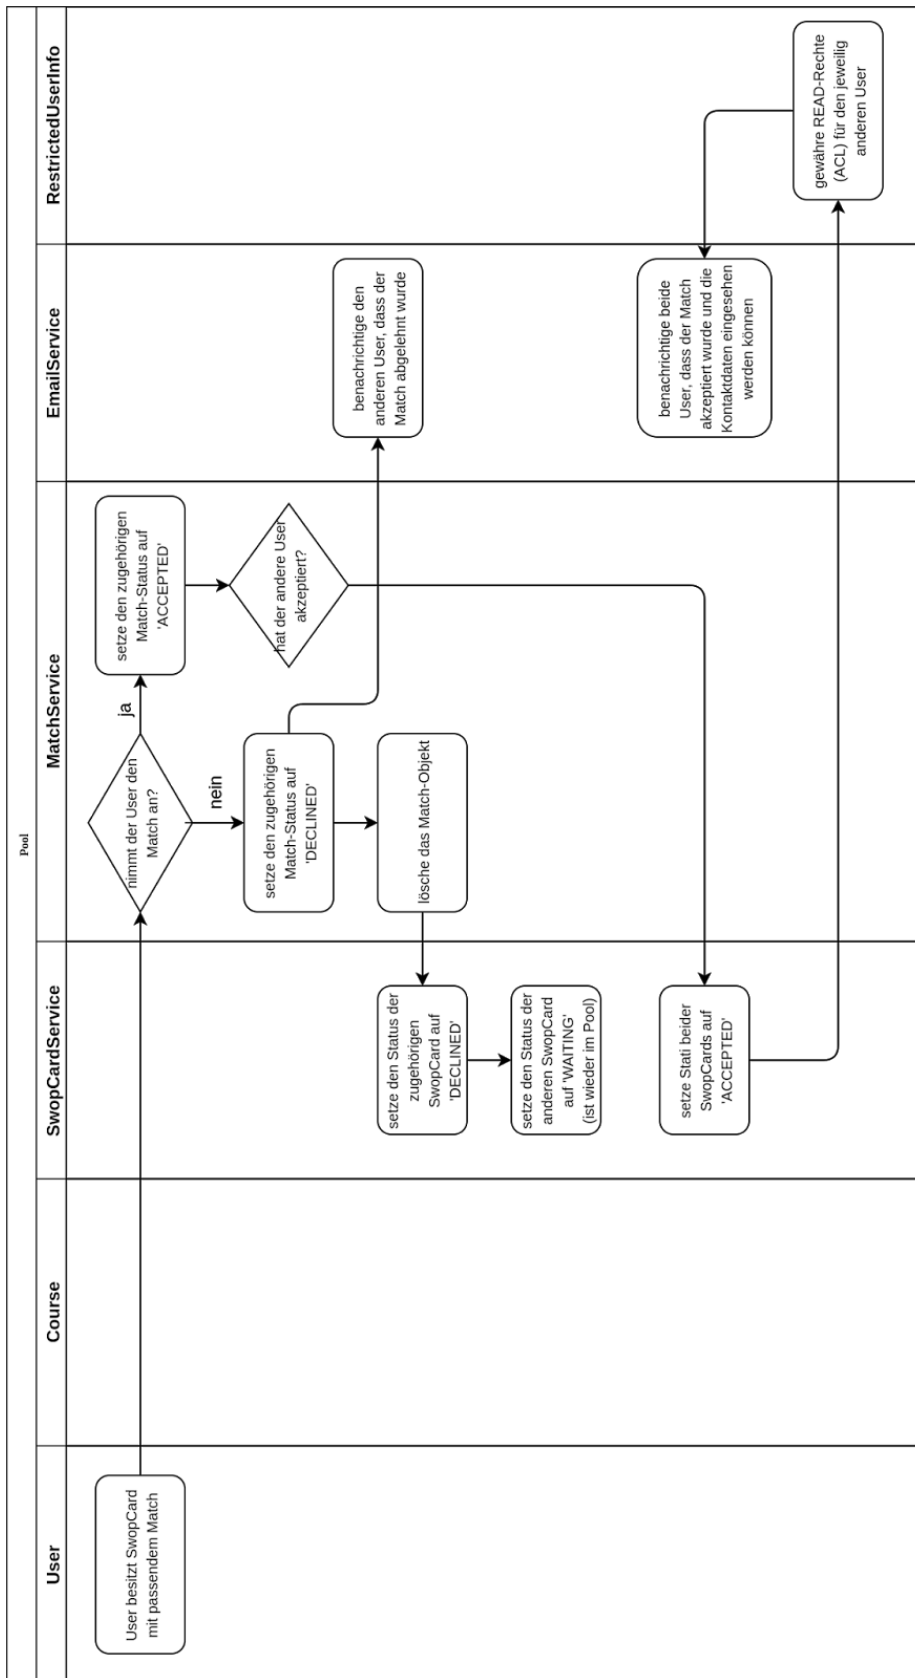 Pool
User
Course
SwopCardService
MatchService
EmailService
RestrictedUserInfo
User besitzt SwopCard
mit passendem Match
nimmt der User den
Match an?
ja
nein
setze den zugehörigen
Match-Status auf
'ACCEPTED'
hat der andere User
akzeptiert?
setze den zugehörigen
Match-Status auf
'DECLINED'
lösche das Match-Objekt
benachrichtige den
anderen User, dass der
Match abgelehnt wurde
setze den Status der
zugehörigen
SwopCard auf
'DECLINED'
setze den Status der
anderen SwopCard
auf 'WAITING'
(ist wieder im Pool)
setze Stati beider
SwopCards auf
'ACCEPTED'
benachrichtige beide
User, dass der Match
akzeptiert wurde und die
Kontaktdaten eingesehen
werden können
gewähre READ-Rechte
(ACL) für den jeweilig
anderen User